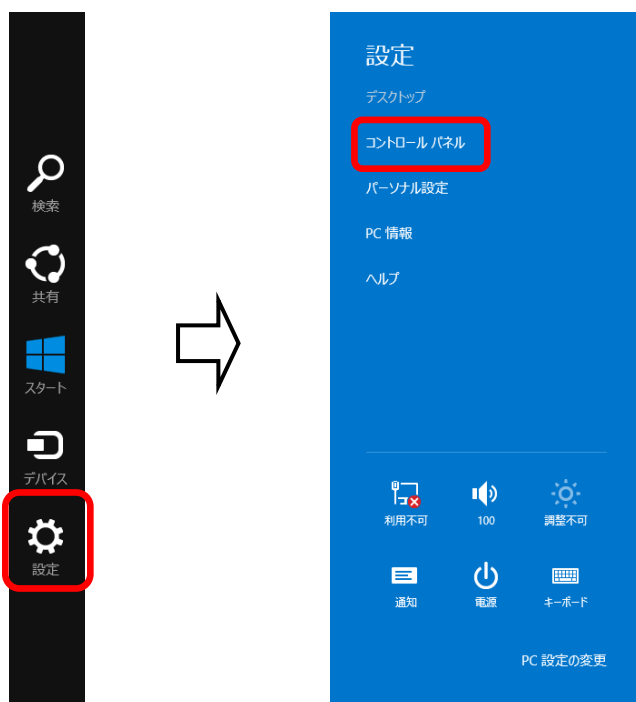 検索
共有
スタート
デバイス
設定
設定
デスクトップ
コントロール パネル
パーソナル設定
PC 情報
ヘルプ
利用不可
100
調整不可
通知
電源
キーボード
PC 設定の変更